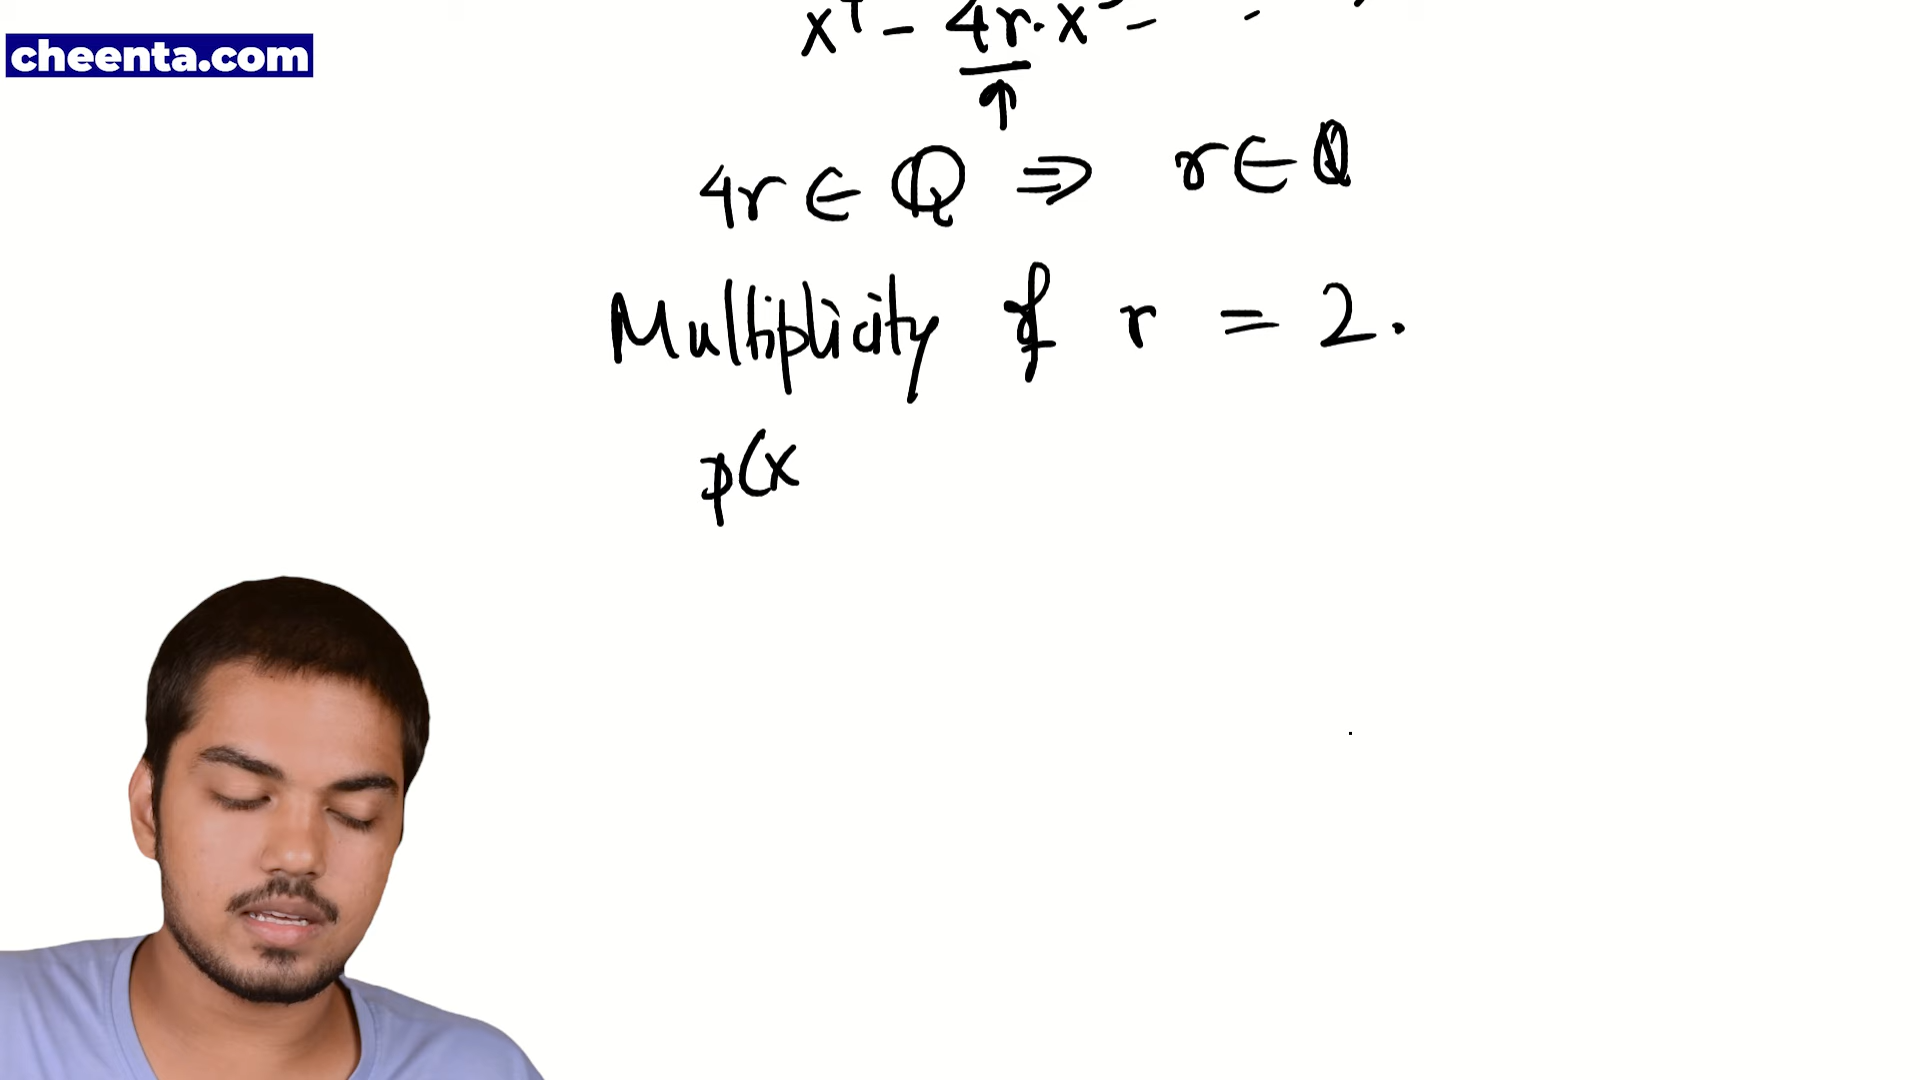 cheenta.com
x⁴ - 4r·x³ - -
↑
4r ∈ ℚ ⇒ r ∈ ℚ
Multiplicity of r = 2.
p(x